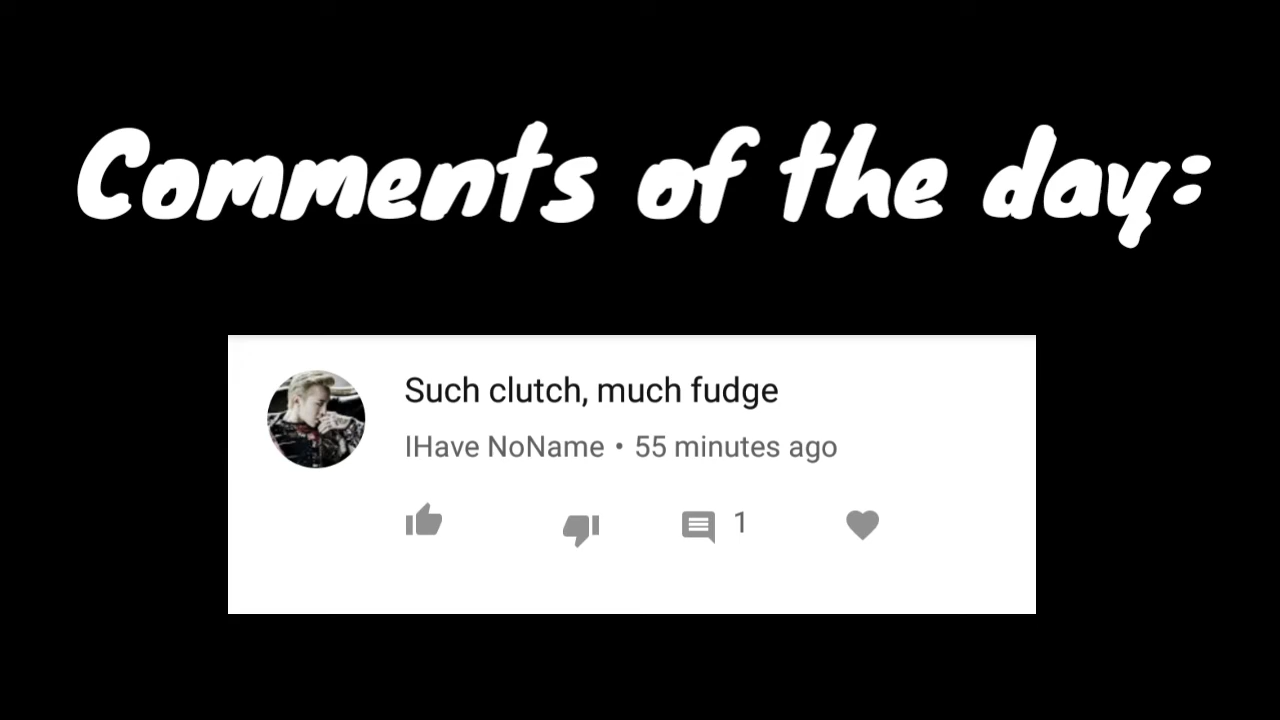 Comments of the day:
Such clutch, much fudge
IHave NoName • 55 minutes ago
1